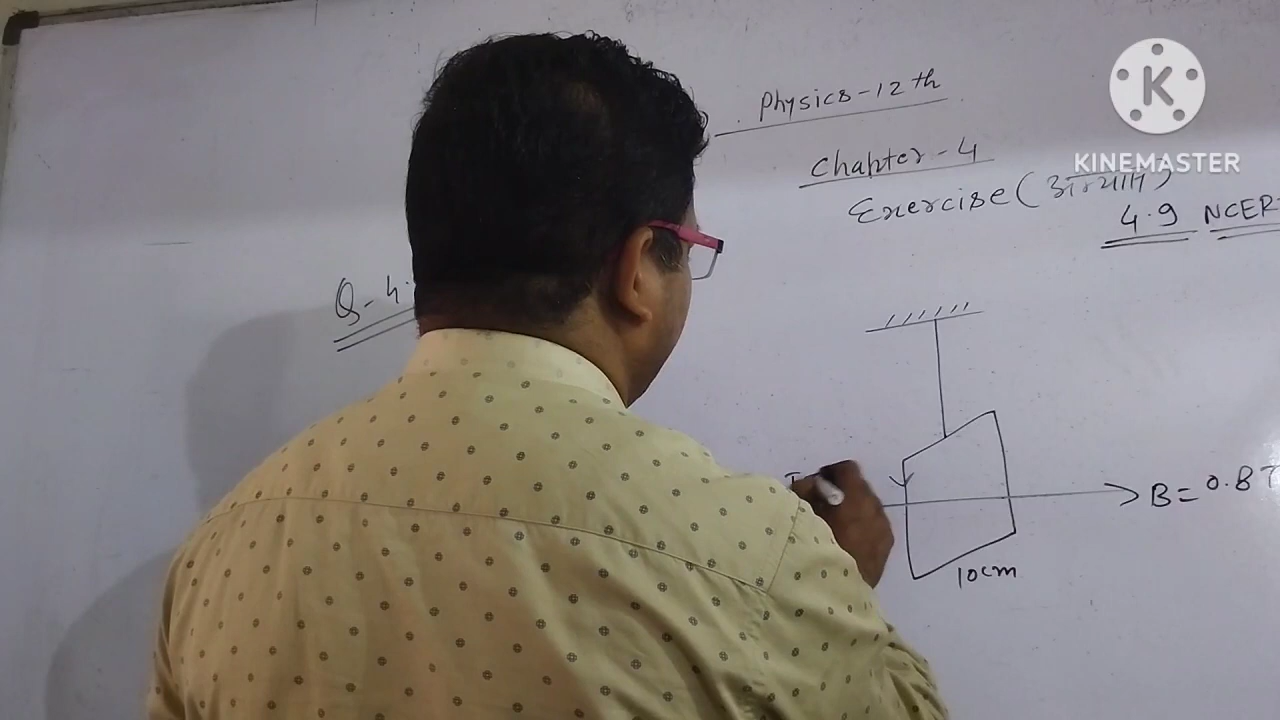 Physics-12th
Chapter-4
Exercise (अभ्यास)
4.9 NCER
Q-4.
I
B=0.8T
10cm
K
KINEMASTER